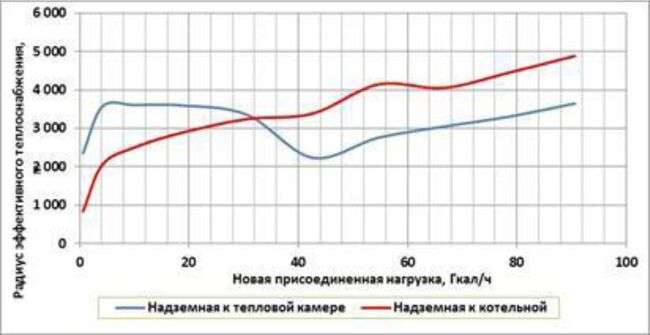 6 000
5 000
4 000
3 000
2 000
1 000
0
Радиус эффективного теплоснабжения,
м
0 20 40 60 80 100
Новая присоединенная нагрузка, Гкал/ч
Надземная к тепловой камере Надземная к котельной